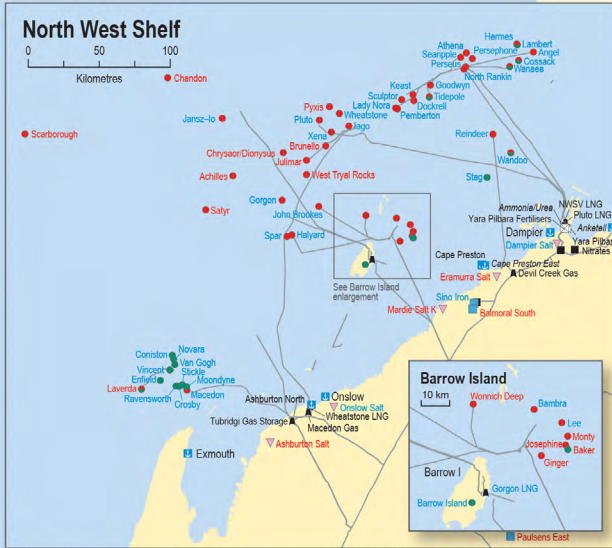 North West Shelf
0 100
Kilometres
Chandon
Scarborough
Jansz–Io
Pyxis
Pluto
Wheatstone
Xena
Jago
Brunello
Chrysaor/Dionysus
Julimar
Achilles
West Tryal Rocks
Satyr
Gorgon
John Brookes
Spar
Halyard
Hermes
Lambert
Athena
Angel
Searipple
Persephone
Cossack
Perseus
Wanaea
North Rankin
Keast
Goodwyn
Sculptor
Tidepole
Lady Nora
Dockrell
Pemberton
Reindeer
Wandoo
Stag
See Barrow Island
enlargement
Ammonia/Urea
NWSV LNG
Pluto LNG
Yara Pilbara Fertilisers
Anketell
Dampier
Yara Pilbara
Nitrates
Dampier Salt
Cape Preston
Cape Preston East
Devil Creek Gas
Eramurra Salt
Sino Iron
Mardie Salt K
Balmoral South
Novara
Coniston
Van Gogh
Vincent
Stickle
Enfield
Moondyne
Laverda
Macedon
Ravensworth
Crosby
Ashburton North
Onslow
Onslow Salt
Wheatstone LNG
Tubridgi Gas Storage
Macedon Gas
Ashburton Salt
Exmouth
Barrow Island
10 km
Wonnich Deep
Bambra
Lee
Monty
Josephine
Baker
Ginger
Barrow I
Gorgon LNG
Barrow Island
Paulsens East